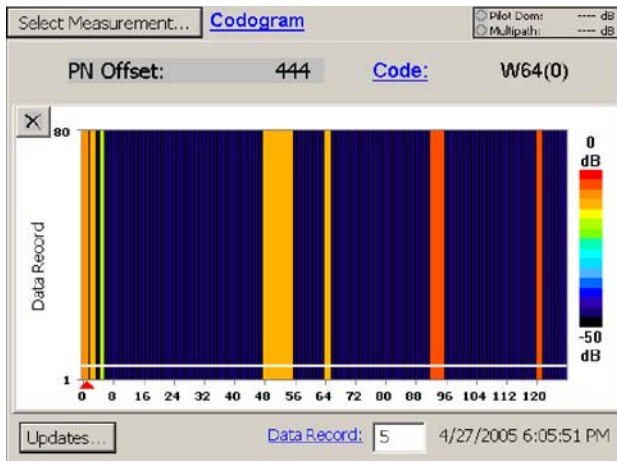 Select Measurement... Codogram Pilot Dom: ---- dB
Multipath: ---- dB
PN Offset: 444 Code: W64(0)
X
80
0
dB
Data Record
-50
dB
1
0 8 16 24 32 40 48 56 64 72 80 88 96 104 112 120
Updates... Data Record: 5 4/27/2005 6:05:51 PM